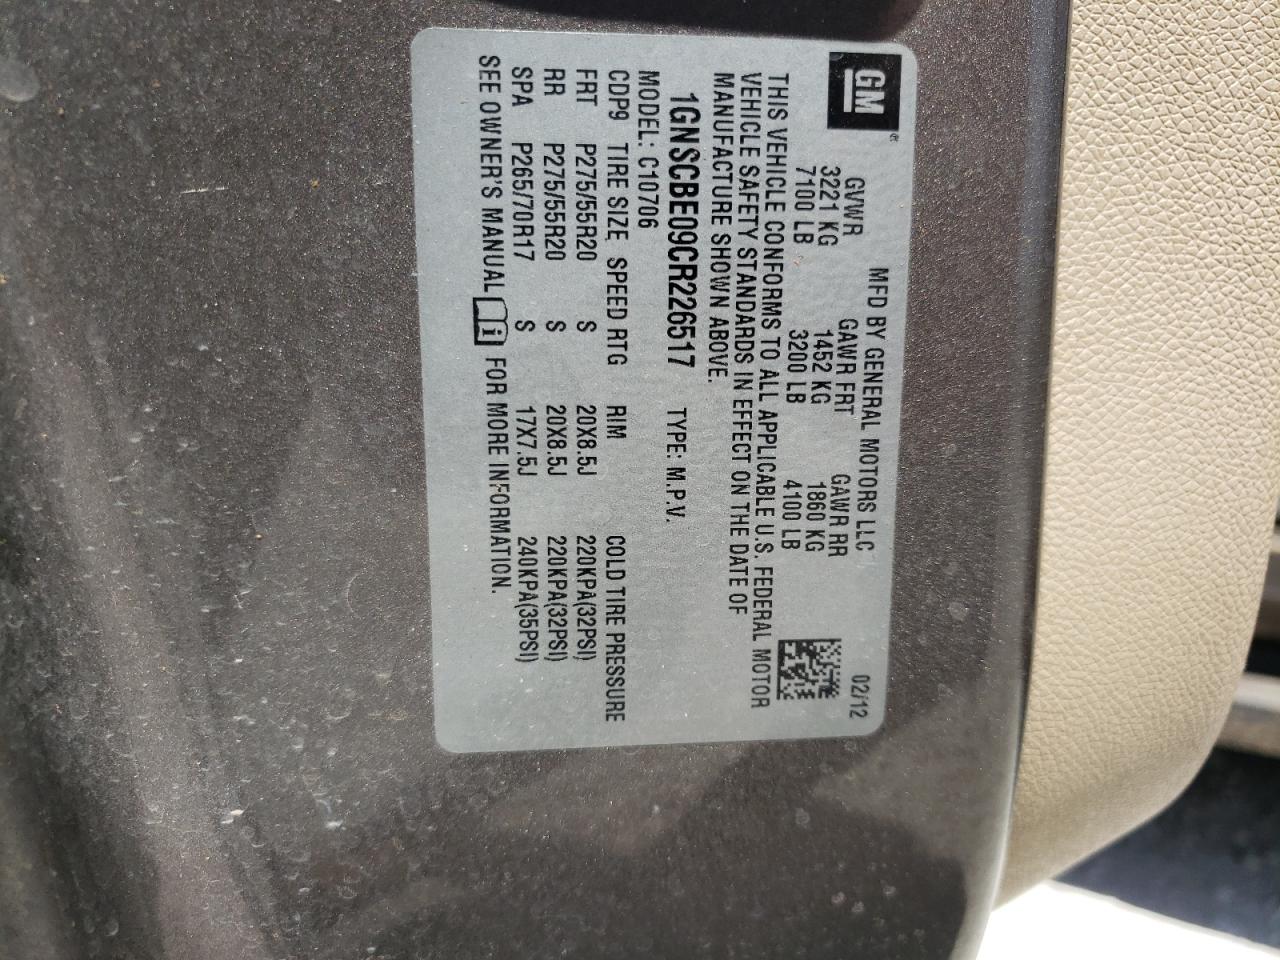 GM
MFD BY GENERAL MOTORS LLC 02/12
GVWR GAWR FRT GAWR RR
3221 KG 1452 KG 1860 KG
7100 LB 3200 LB 4100 LB
THIS VEHICLE CONFORMS TO ALL APPLICABLE U.S. FEDERAL MOTOR
VEHICLE SAFETY STANDARDS IN EFFECT ON THE DATE OF
MANUFACTURE SHOWN ABOVE.
1GNSCBE09CR226517 TYPE: M.P.V.
MODEL: C10706
CDP9 TIRE SIZE SPEED RTG RIM COLD TIRE PRESSURE
FRT P275/55R20 S 20X8.5J 220KPA(32PSI)
RR P275/55R20 S 20X8.5J 220KPA(32PSI)
SPA P265/70R17 S 17X7.5J 240KPA(35PSI)
SEE OWNER'S MANUAL i FOR MORE INFORMATION.